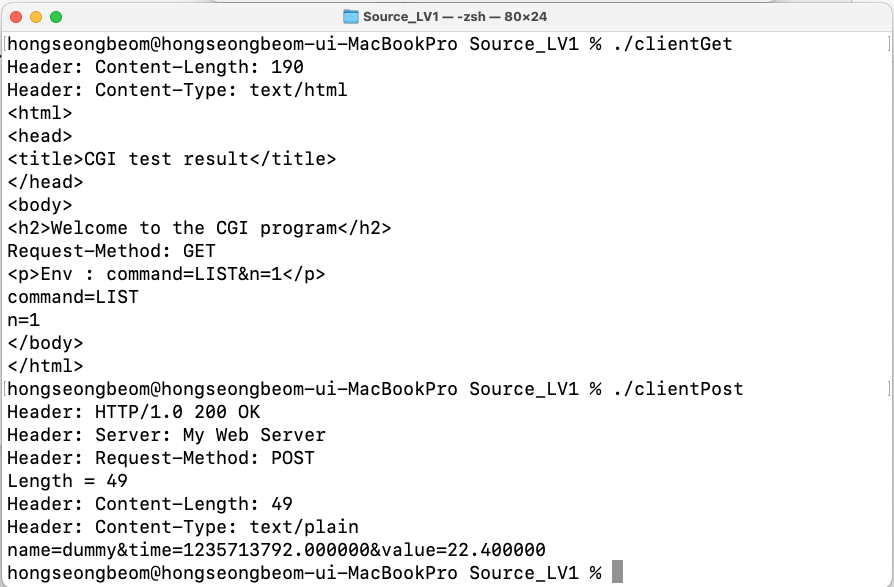 Source_LV1 — -zsh — 80×24
[hongseongbeom@hongseongbeom-ui-MacBookPro Source_LV1 % ./clientGet ]
Header: Content-Length: 190
Header: Content-Type: text/html
<html>
<head>
<title>CGI test result</title>
</head>
<body>
<h2>Welcome to the CGI program</h2>
Request-Method: GET
<p>Env : command=LIST&n=1</p>
command=LIST
n=1
</body>
</html>
[hongseongbeom@hongseongbeom-ui-MacBookPro Source_LV1 % ./clientPost ]
Header: HTTP/1.0 200 OK
Header: Server: My Web Server
Header: Request-Method: POST
Length = 49
Header: Content-Length: 49
Header: Content-Type: text/plain
name=dummy&time=1235713792.000000&value=22.400000
hongseongbeom@hongseongbeom-ui-MacBookPro Source_LV1 %